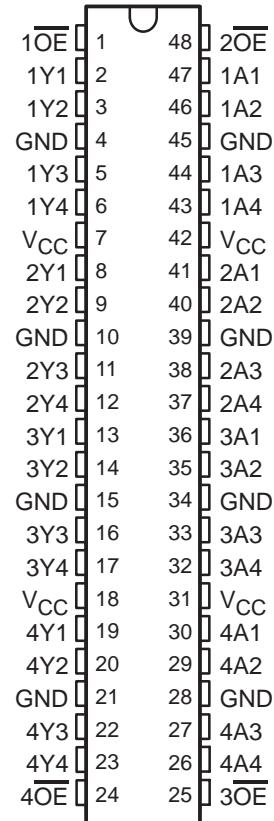 1O̅E̅ 1 48 2O̅E̅
1Y1 2 47 1A1
1Y2 3 46 1A2
GND 4 45 GND
1Y3 5 44 1A3
1Y4 6 43 1A4
VCC 7 42 VCC
2Y1 8 41 2A1
2Y2 9 40 2A2
GND 10 39 GND
2Y3 11 38 2A3
2Y4 12 37 2A4
3Y1 13 36 3A1
3Y2 14 35 3A2
GND 15 34 GND
3Y3 16 33 3A3
3Y4 17 32 3A4
VCC 18 31 VCC
4Y1 19 30 4A1
4Y2 20 29 4A2
GND 21 28 GND
4Y3 22 27 4A3
4Y4 23 26 4A4
4O̅E̅ 24 25 3O̅E̅